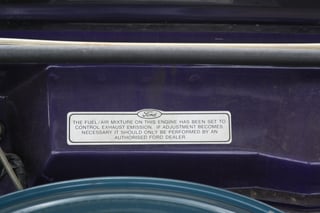 Ford
THE FUEL/AIR MIXTURE ON THIS ENGINE HAS BEEN SET TO
CONTROL EXHAUST EMISSION. IF ADJUSTMENT BECOMES
NECESSARY IT SHOULD ONLY BE PERFORMED BY AN
AUTHORISED FORD DEALER